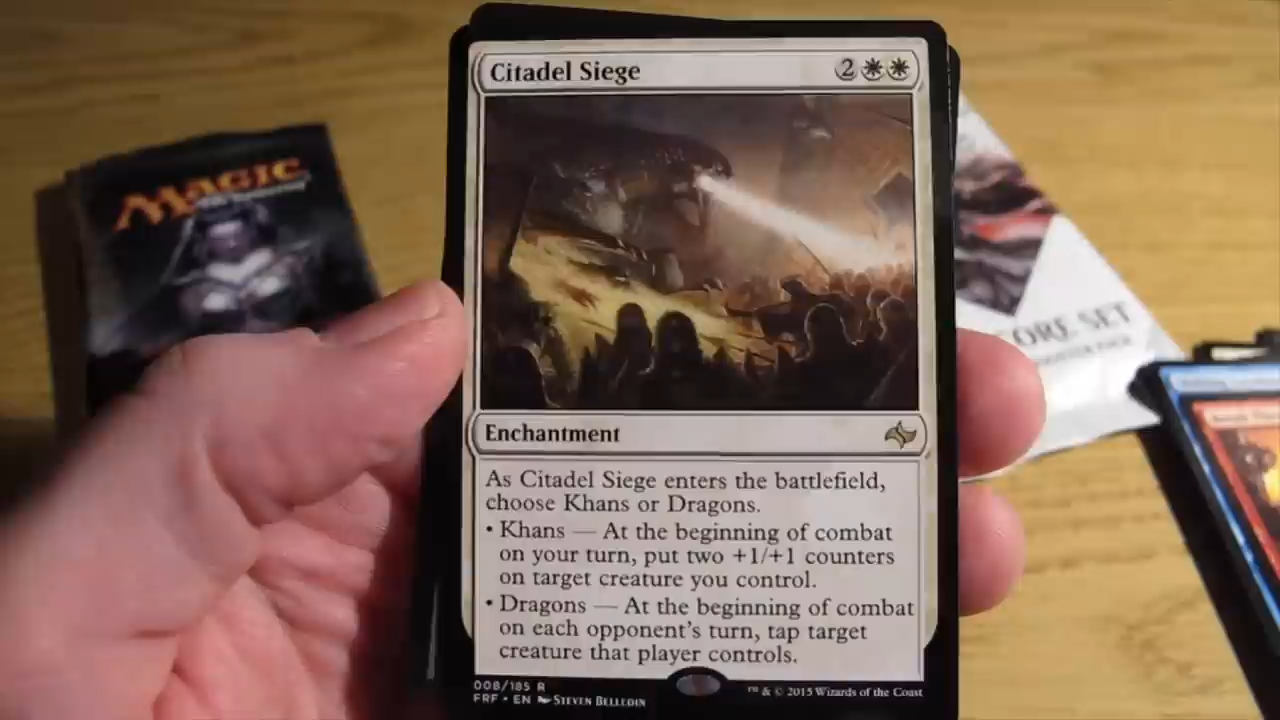 Citadel Siege 2
MAGIC
ORE SET
Enchantment
As Citadel Siege enters the battlefield,
choose Khans or Dragons.
• Khans — At the beginning of combat
on your turn, put two +1/+1 counters
on target creature you control.
• Dragons — At the beginning of combat
on each opponent's turn, tap target
creature that player controls.
008/185 R
FRF • EN STEVEN BELLEDIN
™ & © 2015 Wizards of the Coast